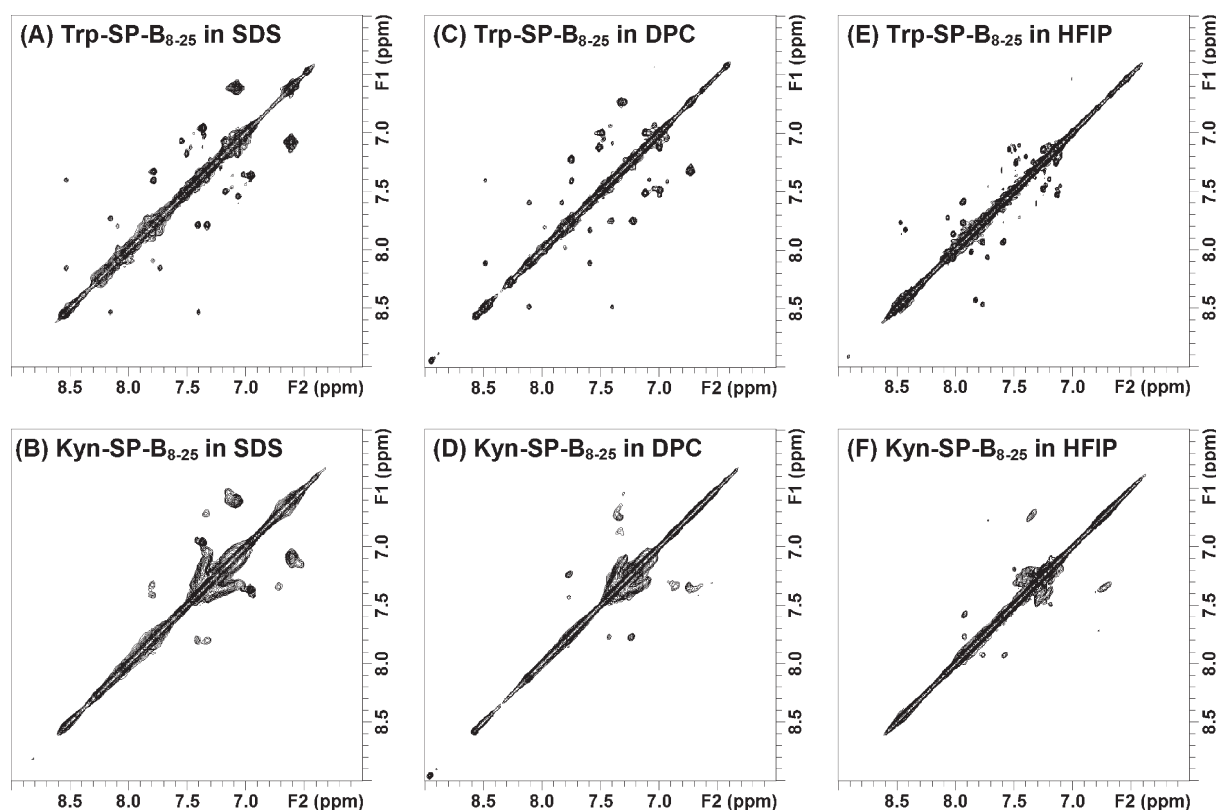 (A) Trp-SP-B8-25 in SDS
F1 (ppm)
7.0
7.5
8.0
8.5
8.5 8.0 7.5 7.0 F2 (ppm)
(C) Trp-SP-B8-25 in DPC
F1 (ppm)
7.0
7.5
8.0
8.5
8.5 8.0 7.5 7.0 F2 (ppm)
(E) Trp-SP-B8-25 in HFIP
F1 (ppm)
7.0
7.5
8.0
8.5
8.5 8.0 7.5 7.0 F2 (ppm)
(B) Kyn-SP-B8-25 in SDS
F1 (ppm)
7.0
7.5
8.0
8.5
8.5 8.0 7.5 7.0 F2 (ppm)
(D) Kyn-SP-B8-25 in DPC
F1 (ppm)
7.0
7.5
8.0
8.5
8.5 8.0 7.5 7.0 F2 (ppm)
(F) Kyn-SP-B8-25 in HFIP
F1 (ppm)
7.0
7.5
8.0
8.5
8.5 8.0 7.5 7.0 F2 (ppm)